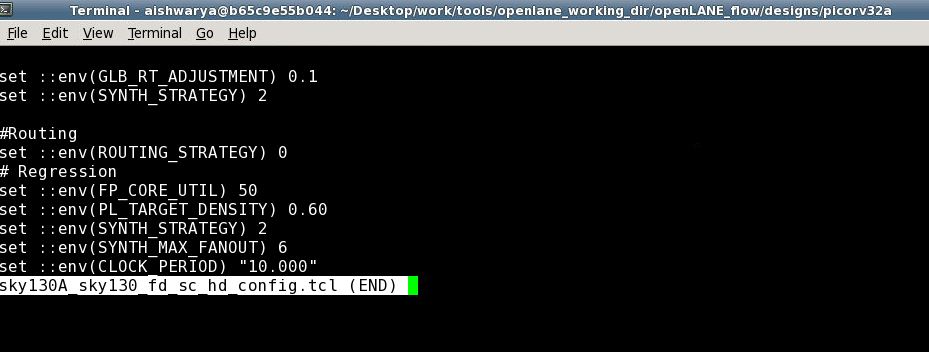 Terminal - aishwarya@b65c9e55b044: ~/Desktop/work/tools/openlane_working_dir/openLANE_flow/designs/picorv32a
File Edit View Terminal Go Help
set ::env(GLB_RT_ADJUSTMENT) 0.1
set ::env(SYNTH_STRATEGY) 2
#Routing
set ::env(ROUTING_STRATEGY) 0
# Regression
set ::env(FP_CORE_UTIL) 50
set ::env(PL_TARGET_DENSITY) 0.60
set ::env(SYNTH_STRATEGY) 2
set ::env(SYNTH_MAX_FANOUT) 6
set ::env(CLOCK_PERIOD) "10.000"
sky130A_sky130_fd_sc_hd_config.tcl (END)